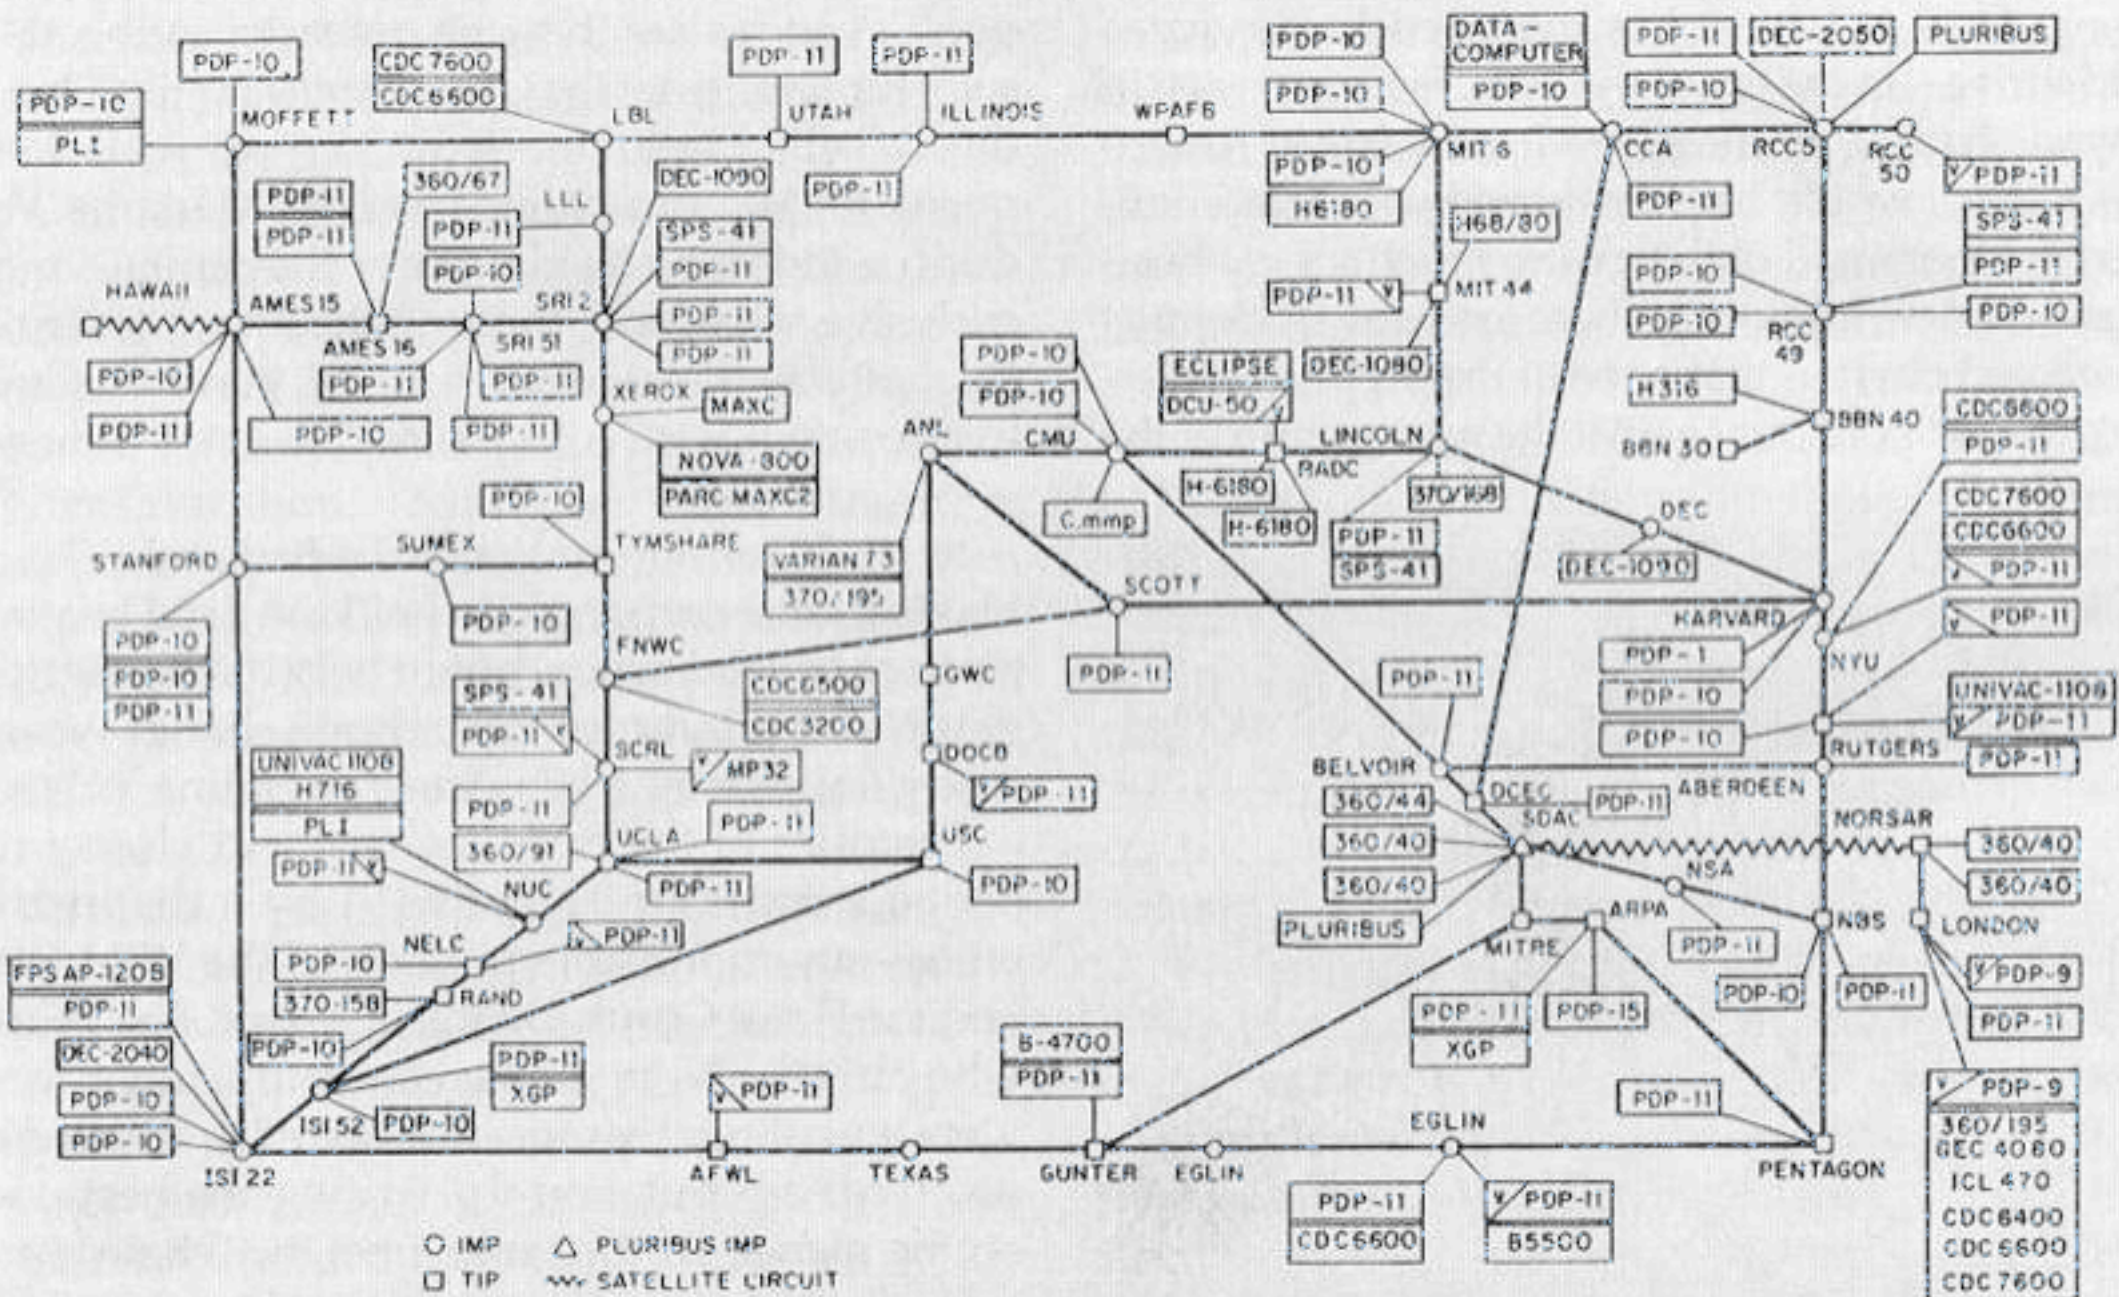 PDP-10
CDC 7600
CDC6600
PDP-11
PDP-11
PDP-10
DATA-
COMPUTER
PDP-10
PDP-11
DEC-2050
PLURIBUS
PDP-10
PLI
MOFFETT
LBL
UTAH
ILLINOIS
PDP-11
WPAFB
PDP-10
PDP-10
H6180
MIT 6
CCA
PDP-11
PDP-10
RCC5
RCC
50
PDP-11
PDP-11
PDP-11
360/67
LLL
PDP-11
PDP-10
DEC-1090
SPS-41
PDP-11
PDP-11
PDP-11
H68/80
PDP-11
MIT 44
DEC-1080
SPS-41
PDP-11
PDP-10
PDP-10
PDP-10
RCC
49
HAWAII
AMES 15
AMES 16
SRI 51
SRI 2
PDP-10
PDP-11
PDP-10
PDP-11
PDP-11
PDP-11
XEROX
MAXC
NOVA-800
PARC MAXC2
PDP-10
PDP-10
ECLIPSE
DCU-50
ANL
CMU
RADC
LINCOLN
H316
BBN 40
BBN 30
CDC6600
PDP-11
C.mmp
H-6180
H-6180
370/168
PDP-11
SPS-41
DEC
DEC-1090
CDC7600
CDC6600
PDP-11
PDP-11
PDP-10
STANFORD
SUMEX
TYMSHARE
VARIAN 73
370/195
SCOTT
HARVARD
PDP-10
PDP-10
PDP-11
PDP-10
FNWC
PDP-11
PDP-1
PDP-10
PDP-10
NYU
UNIVAC-1108
PDP-11
PDP-11
SPS-41
PDP-11
CDC6500
CDC3200
GWC
SCRL
MP32
DOCB
PDP-11
PDP-11
BELVOIR
ABERDEEN
RUTGERS
UNIVAC 1108
H716
PLI
PDP-11
PDP-11
360/91
UCLA
PDP-11
PDP-11
USC
PDP-10
360/44
360/40
360/40
PLURIBUS
DCEC
PDP-11
SDAC
NORSAR
360/40
360/40
NUC
NELC
PDP-11
PDP-10
370-158
RAND
PDP-10
MITRE
ARPA
NSA
PDP-11
NBS
PDP-10
PDP-11
LONDON
PDP-9
PDP-11
FPS AP-120B
PDP-11
DEC-2040
PDP-10
PDP-10
ISI 22
ISI 52
PDP-10
PDP-11
XGP
PDP-11
AFWL
TEXAS
B-4700
PDP-11
GUNTER
EGLIN
EGLIN
PDP-11
XGP
PDP-15
PDP-11
PENTAGON
PDP-11
CDC6600
PDP-11
B5500
PDP-9
360/195
GEC 4080
ICL 470
CDC6400
CDC6600
CDC7600
IMP
PLURIBUS IMP
TIP
SATELLITE CIRCUIT